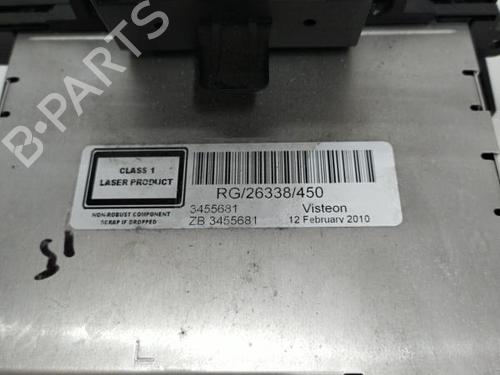 B-PARTS
CLASS 1
LASER PRODUCT
NON-ROBUST COMPONENT
SCRAP IF DROPPED
RG/26338/450
3455681 Visteon
ZB 3455681 12 February 2010
L